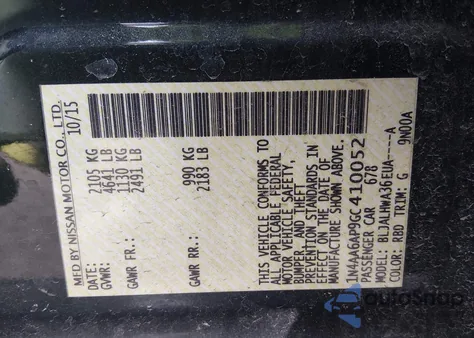 MFD BY NISSAN MOTOR CO., LTD.
10/15
GVWR: 2105 KG
4641 LB
GAWR FR.: 1130 KG
2491 LB
GAWR RR.: 990 KG
2183 LB
THIS VEHICLE CONFORMS TO
ALL APPLICABLE FEDERAL
MOTOR VEHICLE SAFETY,
BUMPER, AND THEFT
PREVENTION STANDARDS IN
EFFECT ON THE DATE OF
MANUFACTURE SHOWN ABOVE.
1N4AA6AP9GC410052
PASSENGER CAR 678
MODEL: BLJALHWA36EUA-----A
COLOR: RBD TRIM: G 9N00A
autoSnap